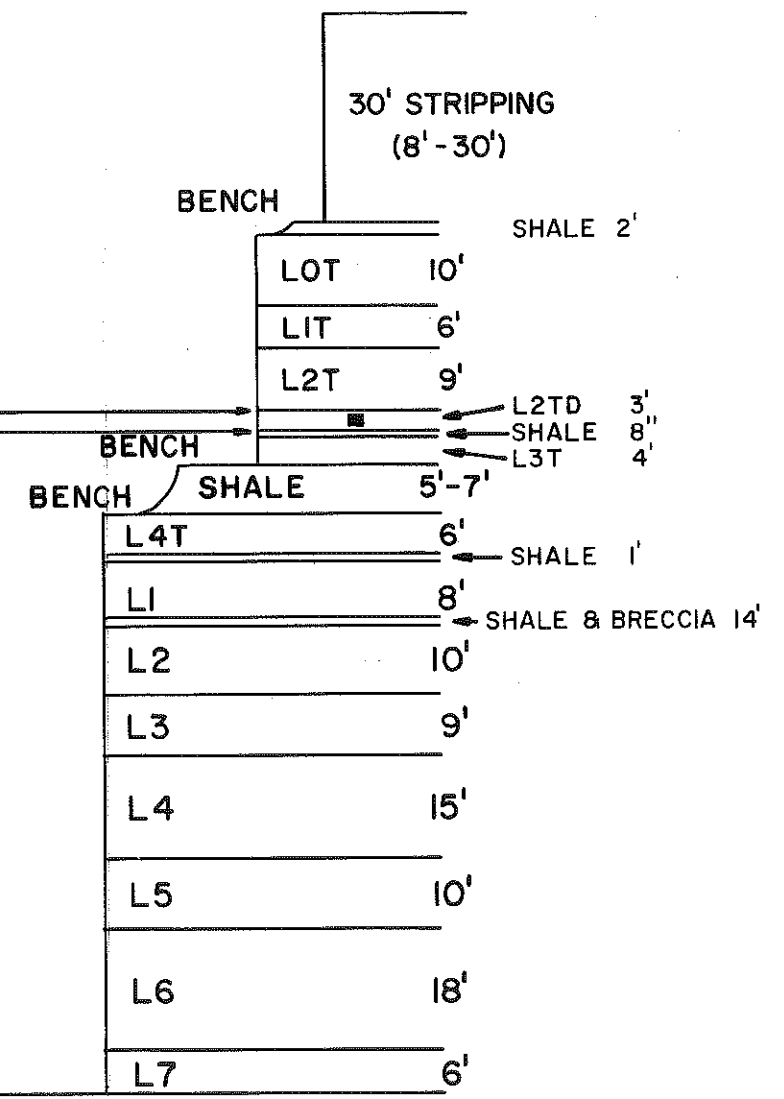 30' STRIPPING
(8'-30')
BENCH
SHALE 2'
LOT 10'
L1T 6'
L2T 9'
L2TD 3'
SHALE 8"
BENCH
L3T 4'
BENCH SHALE 5'-7'
L4T 6'
SHALE 1'
L1 8'
SHALE & BRECCIA 14'
L2 10'
L3 9'
L4 15'
L5 10'
L6 18'
L7 6'